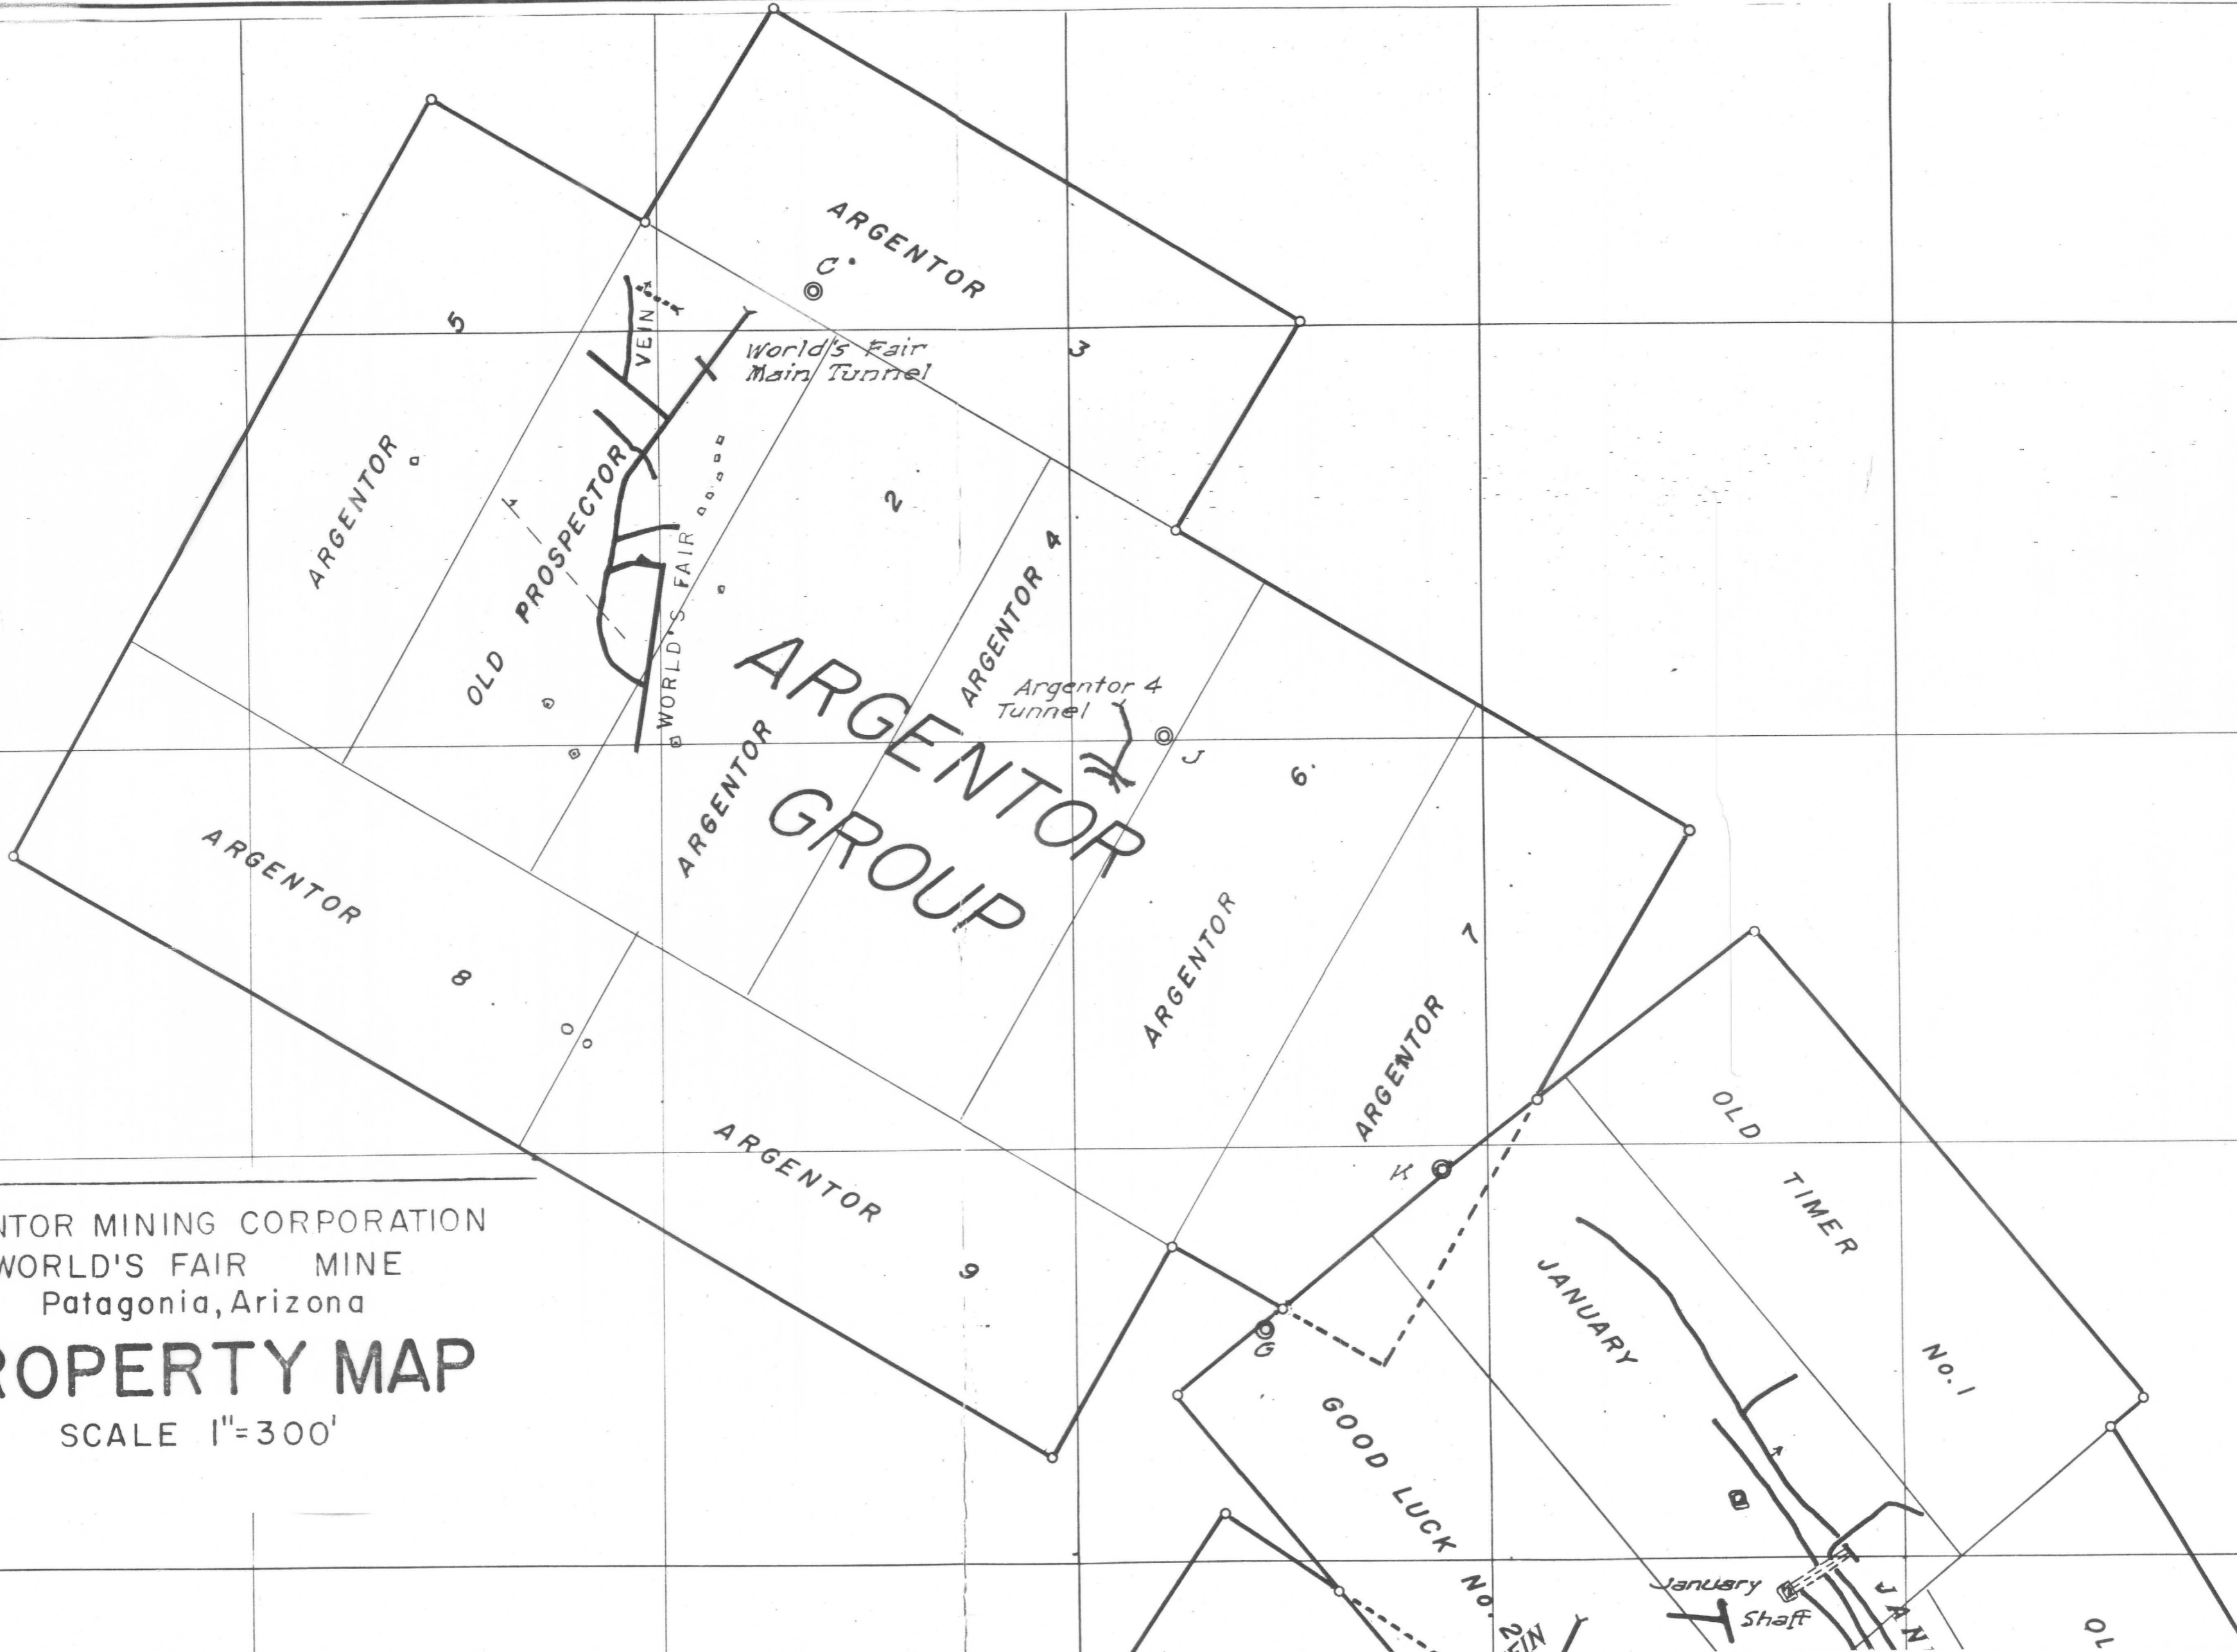 ARGENTOR
3
C
5
ARGENTOR
VEIN
World's Fair
Main Tunnel
OLD PROSPECTOR
WORLD'S FAIR
2
ARGENTOR
ARGENTOR 4
Argentor 4
Tunnel
J
ARGENTOR
GROUP
6
ARGENTOR
7
ARGENTOR
ARGENTOR
8
ARGENTOR
9
K
G
OLD TIMER No. 1
JANUARY
GOOD LUCK No. 2
January
Shaft
NTOR MINING CORPORATION
WORLD'S FAIR MINE
Patagonia, Arizona
ROPERTY MAP
SCALE 1"=300'
JAN
OL